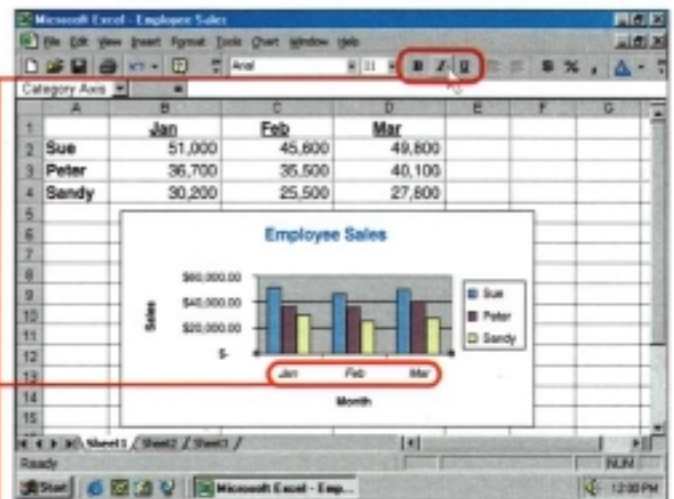 Microsoft Excel - Employee Sales
File Edit View Insert Format Tools Chart Window Help
Arial 11 B I U $ % , A
Category Axis =
A B C D E F G
1 Jan Feb Mar
2 Sue 51,000 45,600 49,800
3 Peter 36,700 35,500 40,100
4 Sandy 30,200 25,500 27,800
5
6
7
8
9
10
11
12
13
14
15
Employee Sales
$60,000.00
$40,000.00
$20,000.00
$-
Sales
Sue
Peter
Sandy
Jan Feb Mar
Month
Sheet1 / Sheet2 / Sheet3 /
Ready NUM
Start Microsoft Excel - Emp... 12:00 PM